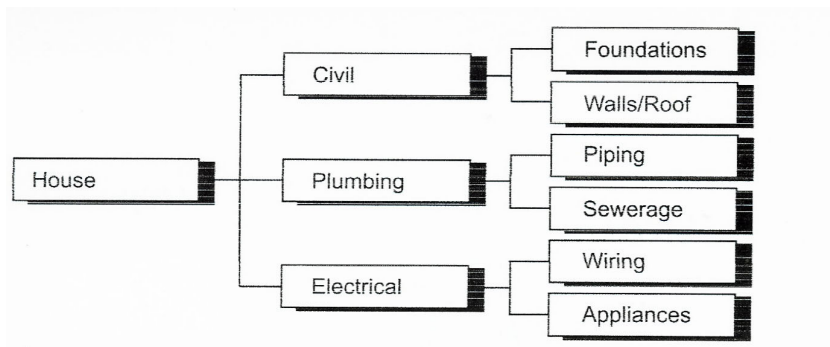 House
Civil
Foundations
Walls/Roof
Plumbing
Piping
Sewerage
Electrical
Wiring
Appliances